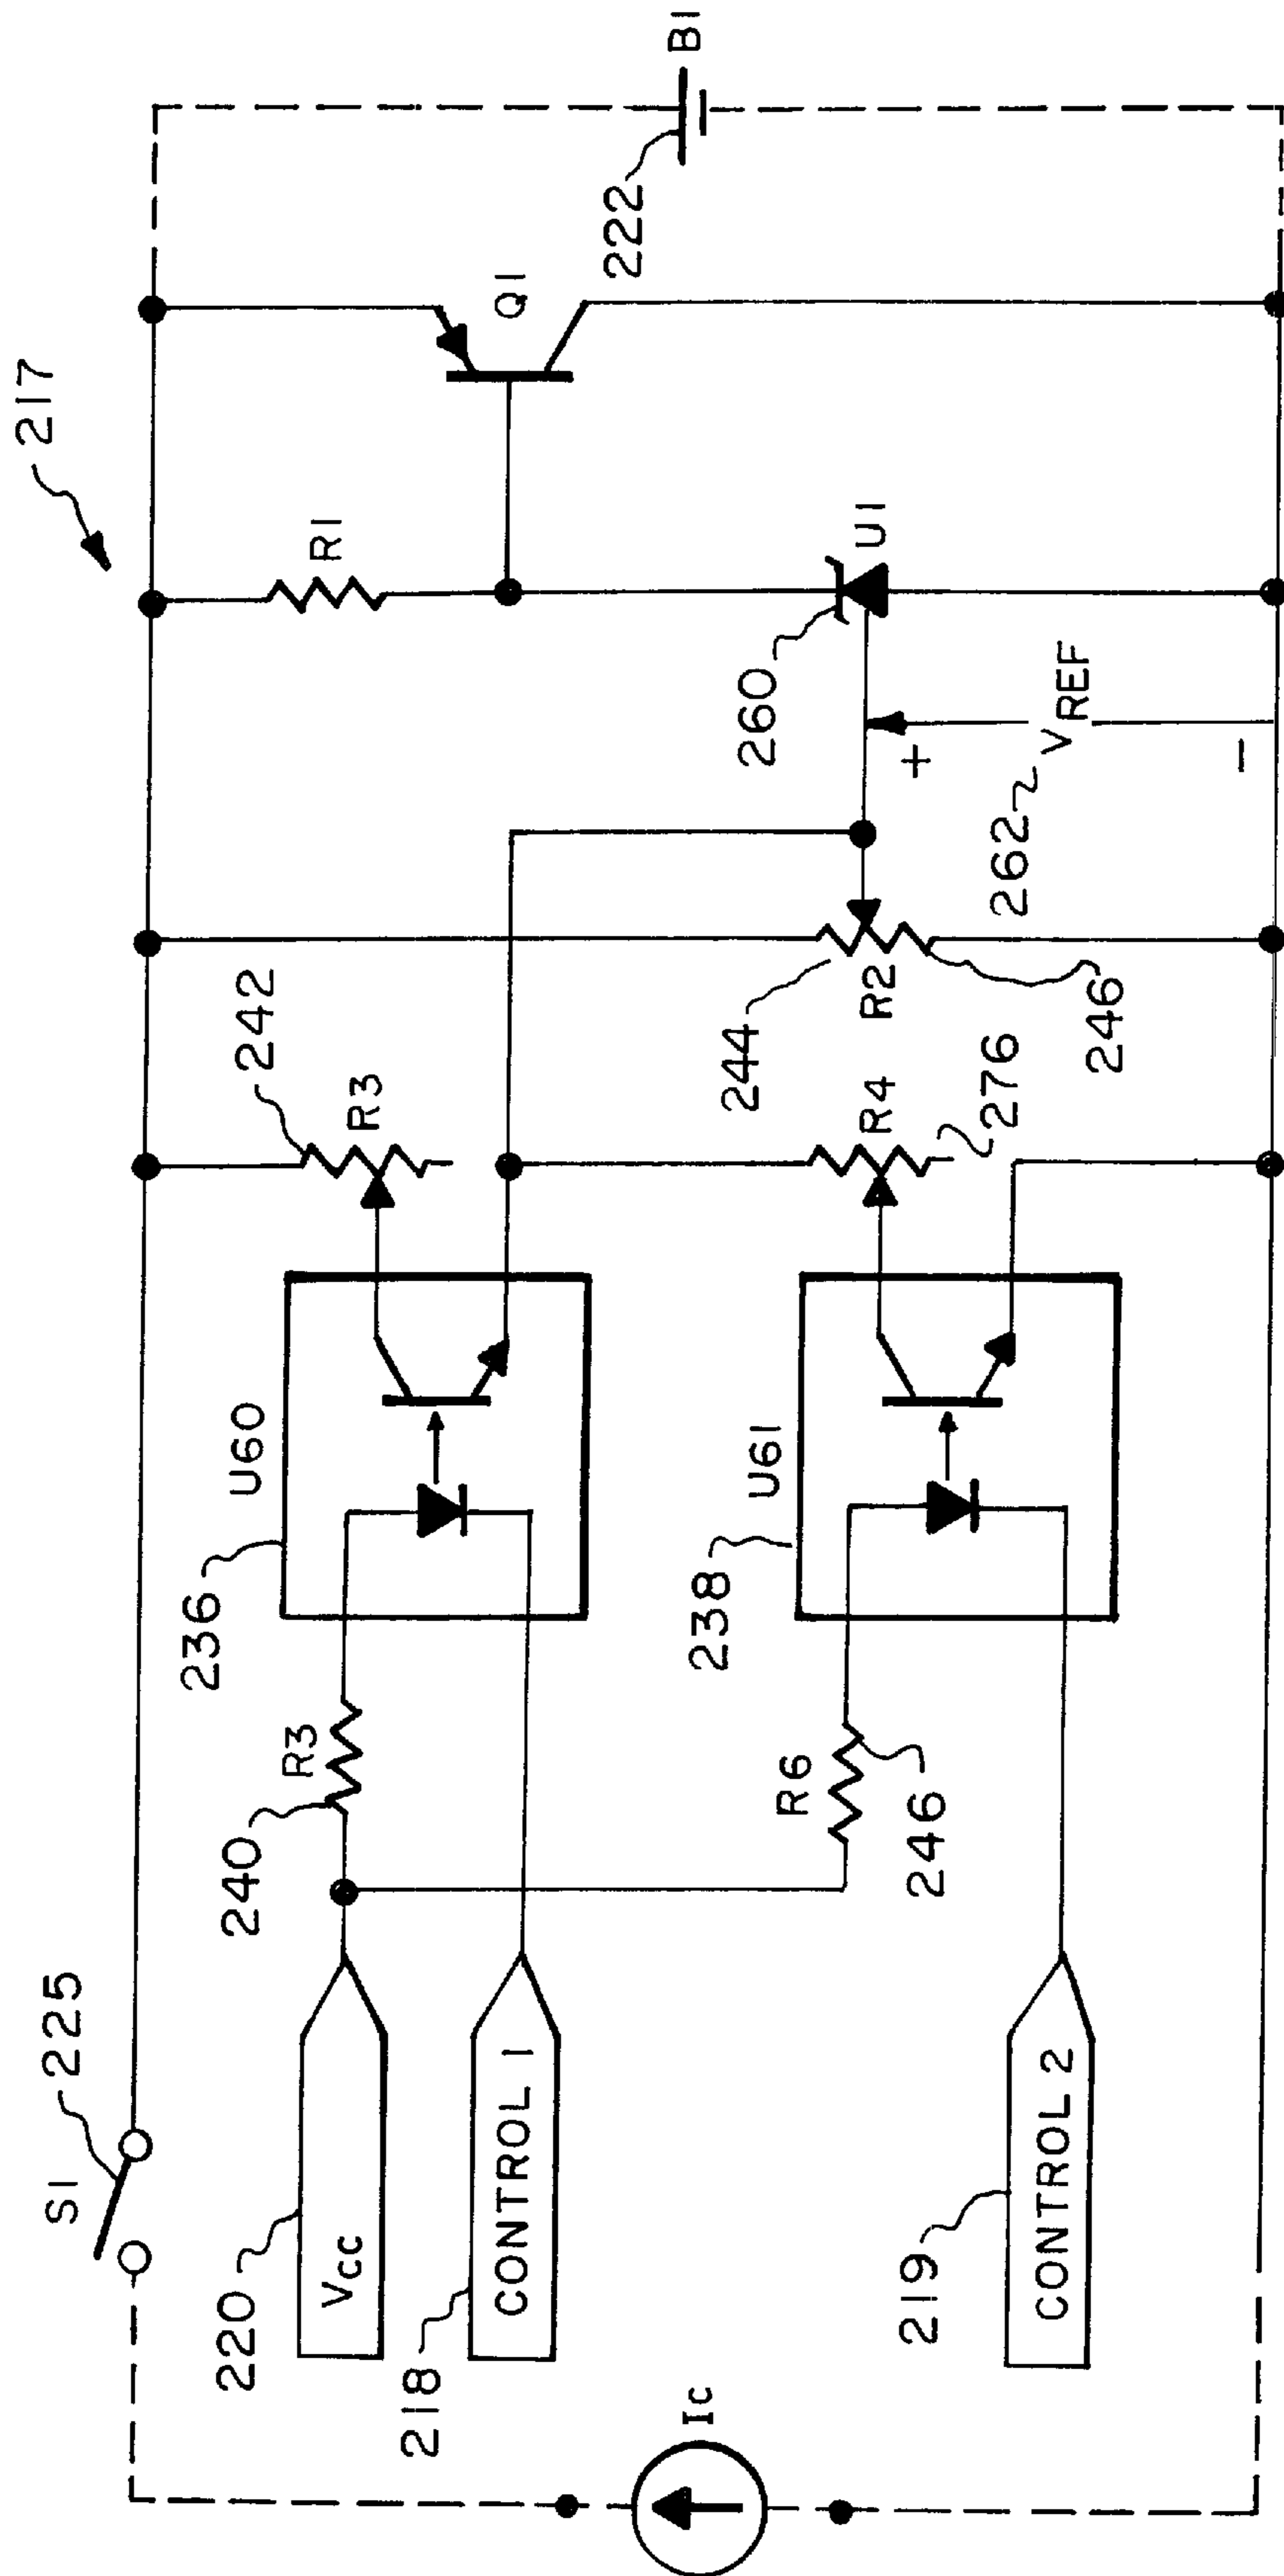 217
S1
225
220
VCC
218
CONTROL 1
219
CONTROL 2
IC
240
R3
R6
246
236
U60
238
U61
242
R3
R4
276
244
R2
246
262
VREF
+
-
260
U1
R1
Q1
222
B1